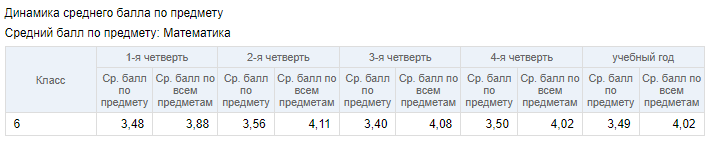 Динамика среднего балла по предмету
Средний балл по предмету: Математика
Класс 1-я четверть 2-я четверть 3-я четверть 4-я четверть учебный год
Ср. балл по предмету Ср. балл по всем предметам Ср. балл по предмету Ср. балл по всем предметам Ср. балл по предмету Ср. балл по всем предметам Ср. балл по предмету Ср. балл по всем предметам Ср. балл по предмету Ср. балл по всем предметам
6 3,48 3,88 3,56 4,11 3,40 4,08 3,50 4,02 3,49 4,02